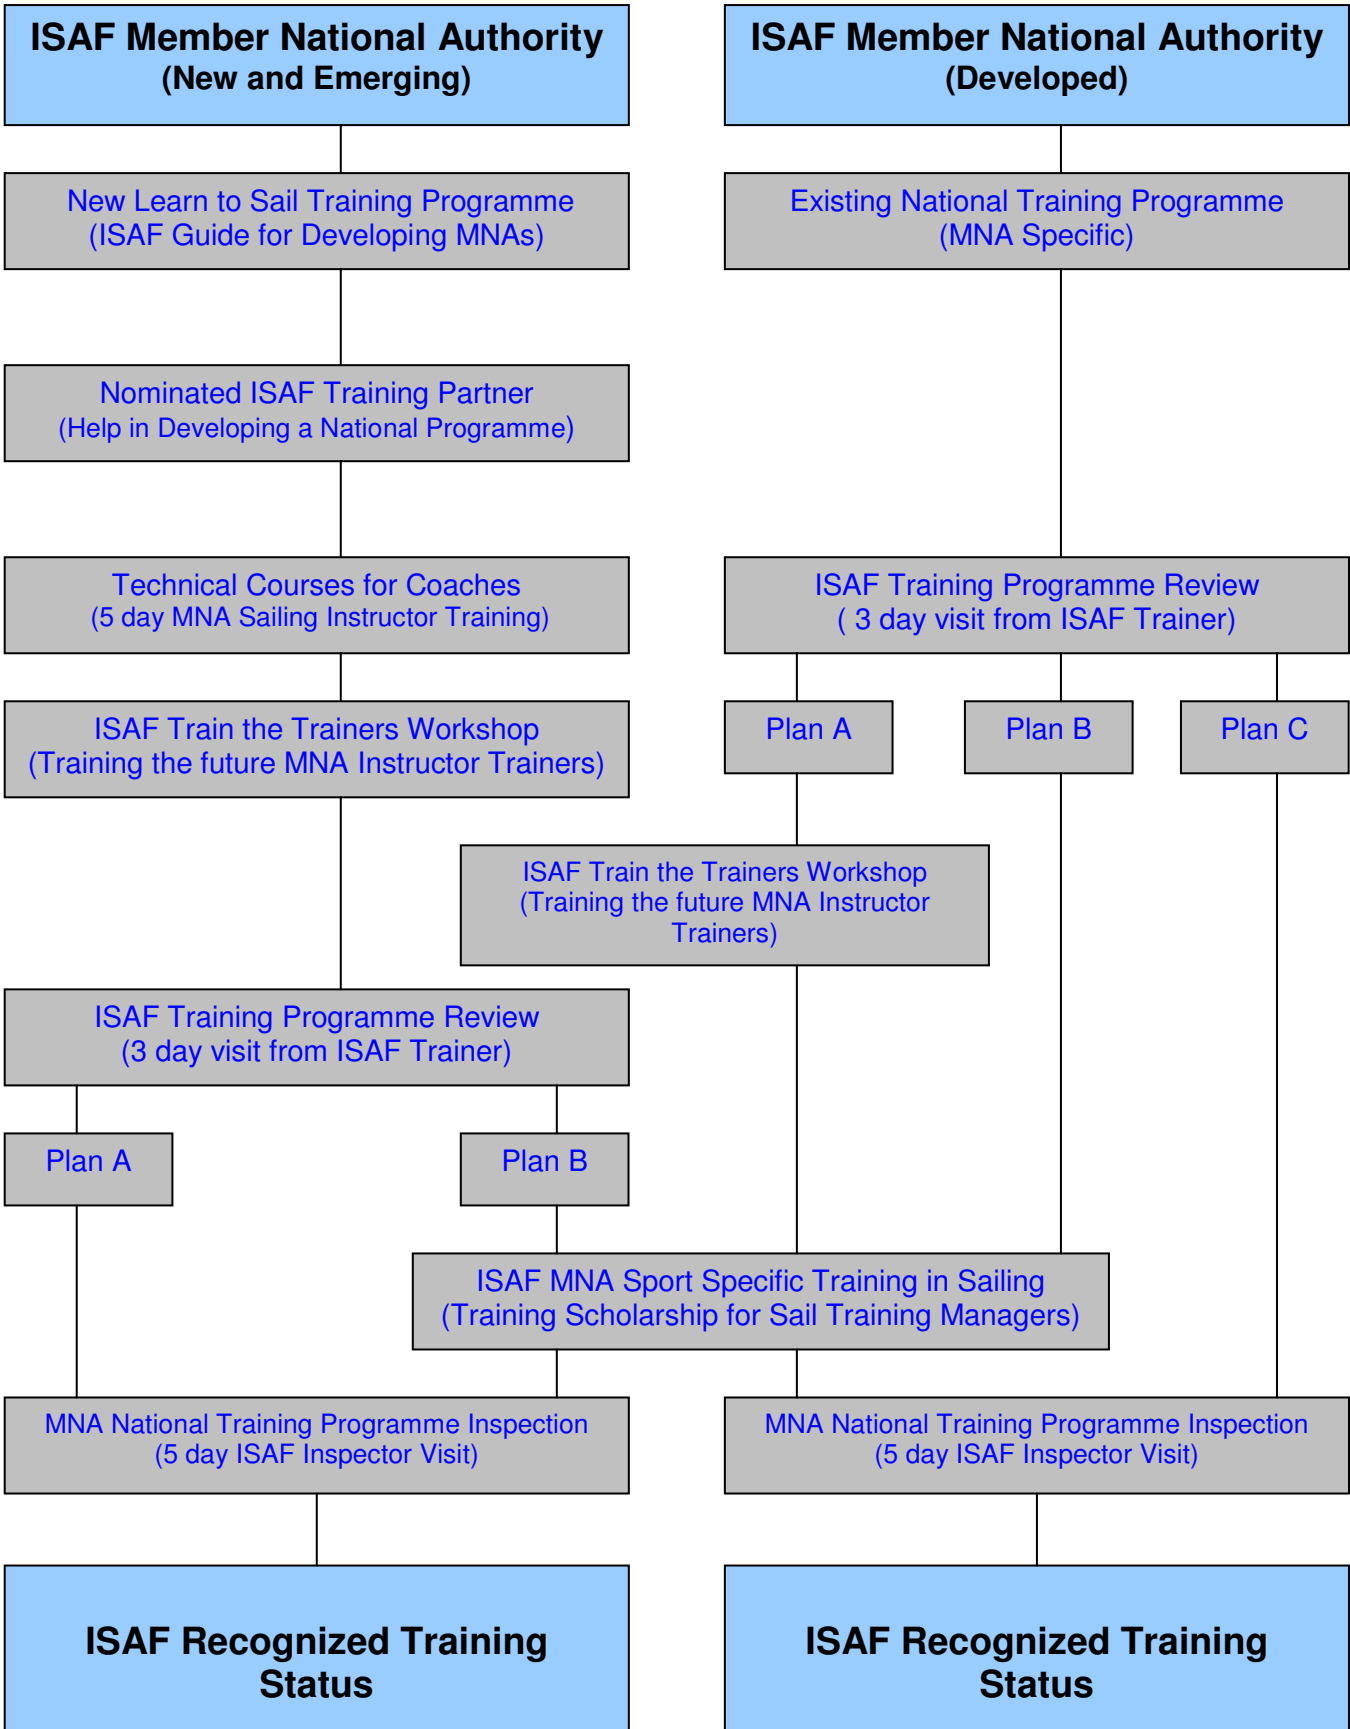 ISAF Member National Authority
(New and Emerging)
ISAF Member National Authority
(Developed)
New Learn to Sail Training Programme
(ISAF Guide for Developing MNAs)
Existing National Training Programme
(MNA Specific)
Nominated ISAF Training Partner
(Help in Developing a National Programme)
Technical Courses for Coaches
(5 day MNA Sailing Instructor Training)
ISAF Training Programme Review
( 3 day visit from ISAF Trainer)
ISAF Train the Trainers Workshop
(Training the future MNA Instructor Trainers)
Plan A
Plan B
Plan C
ISAF Train the Trainers Workshop
(Training the future MNA Instructor
Trainers)
ISAF Training Programme Review
(3 day visit from ISAF Trainer)
Plan A
Plan B
ISAF MNA Sport Specific Training in Sailing
(Training Scholarship for Sail Training Managers)
MNA National Training Programme Inspection
(5 day ISAF Inspector Visit)
MNA National Training Programme Inspection
(5 day ISAF Inspector Visit)
ISAF Recognized Training
Status
ISAF Recognized Training
Status